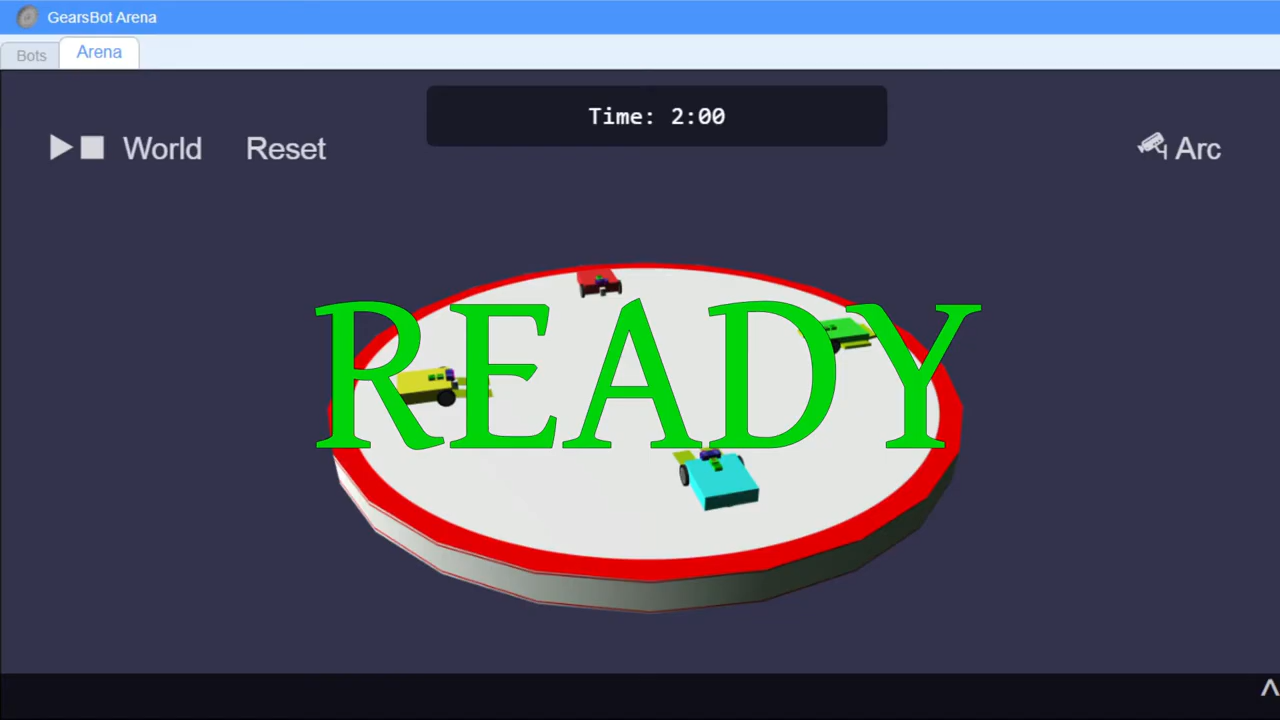 GearsBot Arena
Bots
Arena
Time: 2:00
World
Reset
Arc
READY